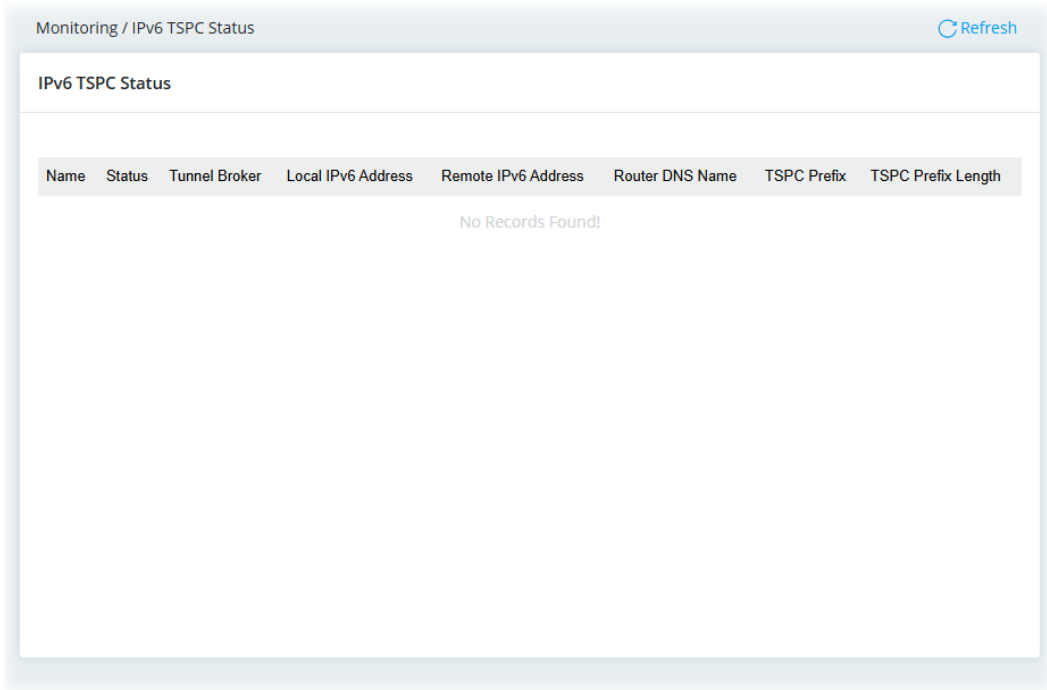 Monitoring / IPv6 TSPC Status
Refresh
IPv6 TSPC Status
Name Status Tunnel Broker Local IPv6 Address Remote IPv6 Address Router DNS Name TSPC Prefix TSPC Prefix Length
No Records Found!